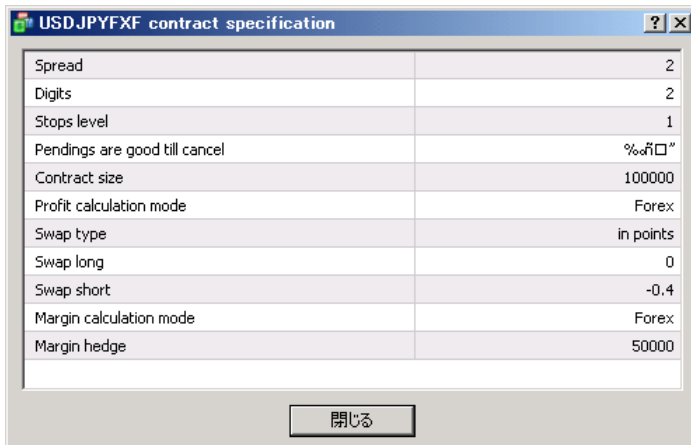 USDJPYFXF contract specification
Spread 2
Digits 2
Stops level 1
Pendings are good till cancel
Contract size 100000
Profit calculation mode Forex
Swap type in points
Swap long 0
Swap short -0.4
Margin calculation mode Forex
Margin hedge 50000
閉じる